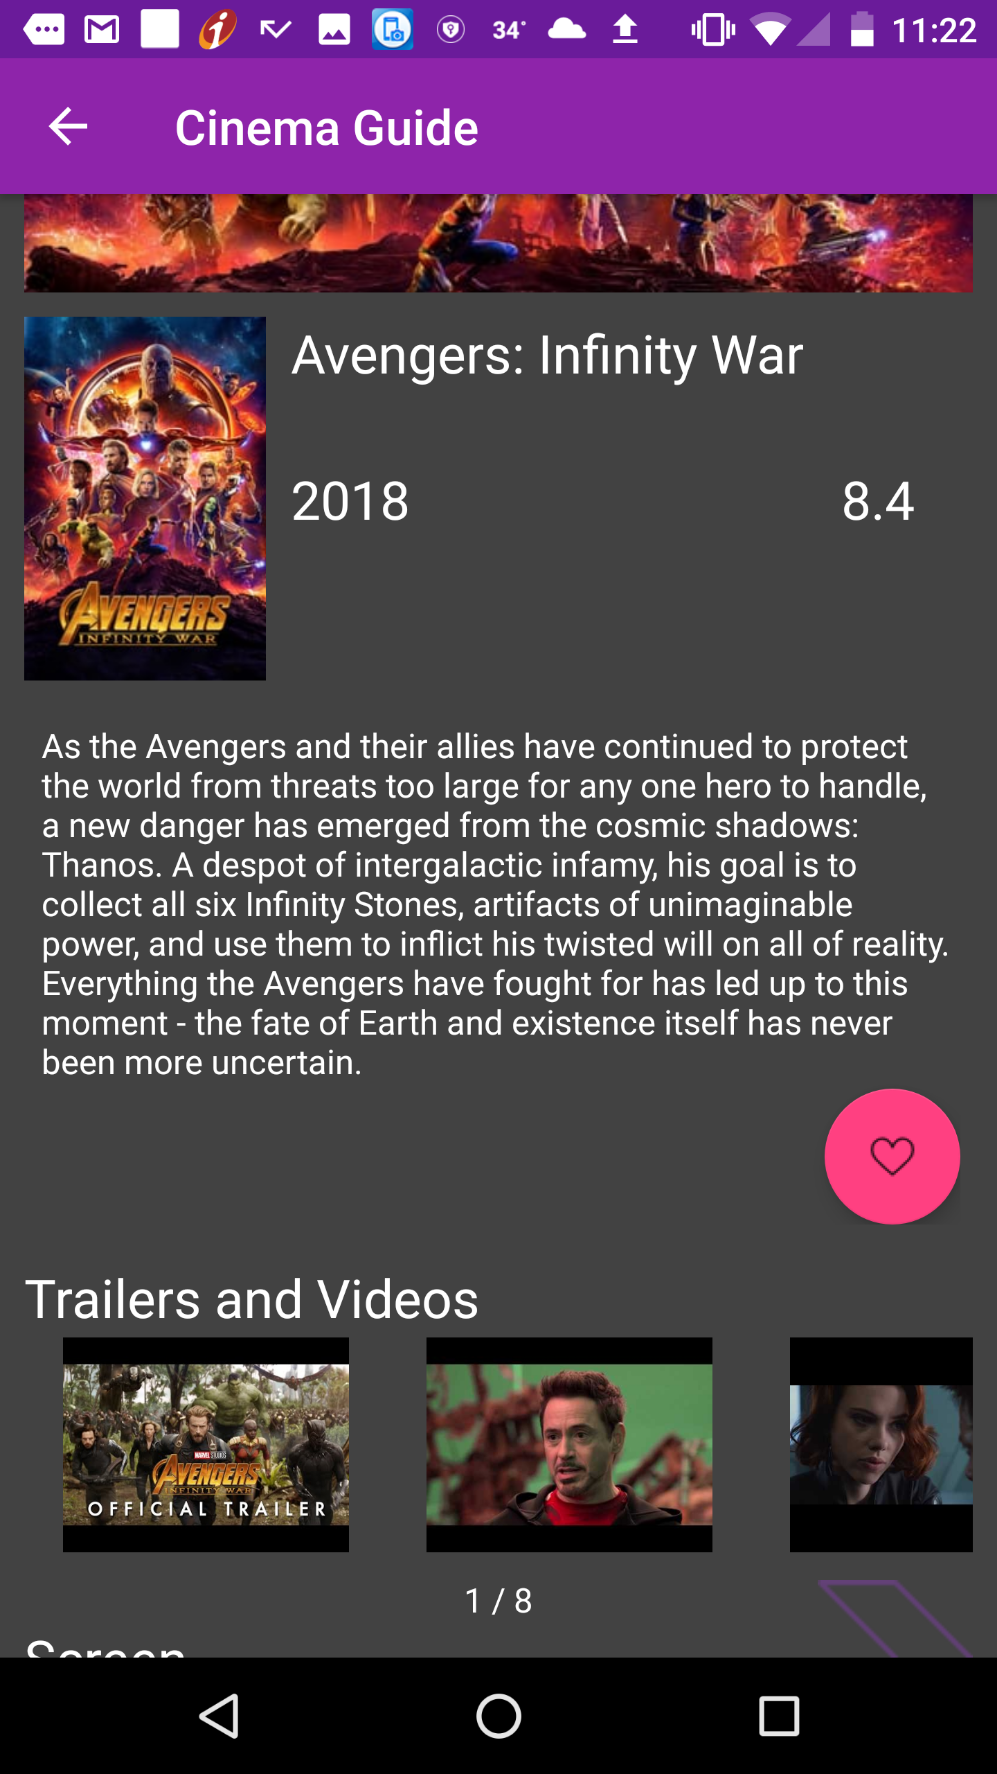 34°
11:22
Cinema Guide
Avengers: Infinity War
2018
8.4
AVENGERS
INFINITY WAR
As the Avengers and their allies have continued to protect
the world from threats too large for any one hero to handle,
a new danger has emerged from the cosmic shadows:
Thanos. A despot of intergalactic infamy, his goal is to
collect all six Infinity Stones, artifacts of unimaginable
power, and use them to inflict his twisted will on all of reality.
Everything the Avengers have fought for has led up to this
moment - the fate of Earth and existence itself has never
been more uncertain.
Trailers and Videos
MARVEL STUDIOS
AVENGERS
INFINITY WAR
OFFICIAL TRAILER
1 / 8
Screen